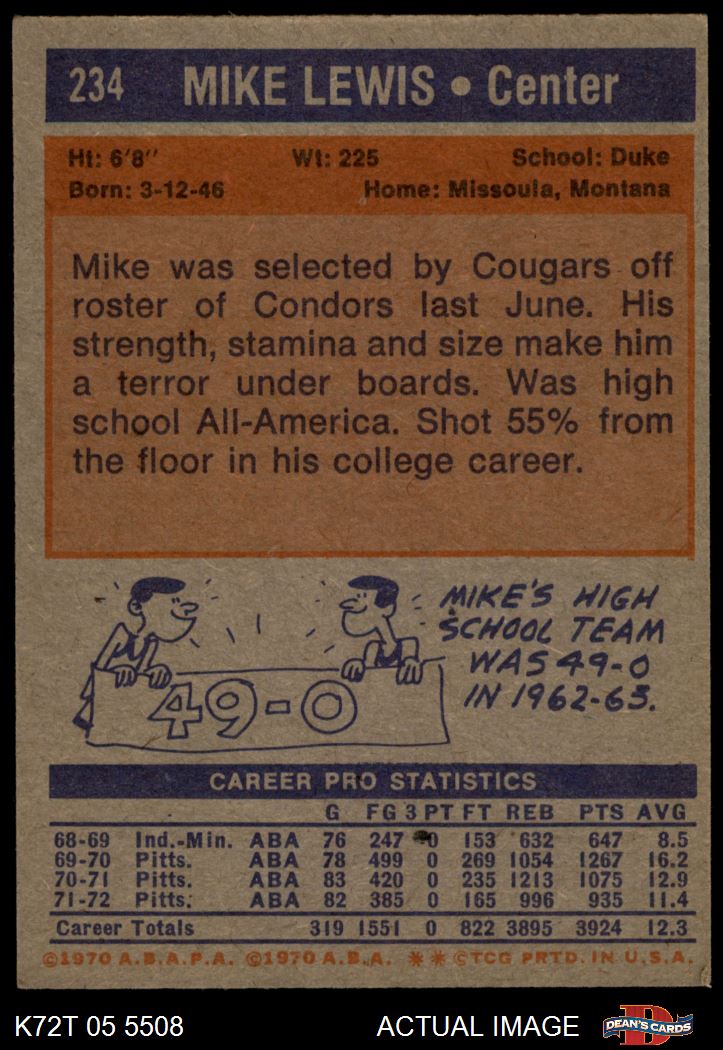 234 MIKE LEWIS • Center
Ht: 6'8" Wt: 225 School: Duke
Born: 3-12-46 Home: Missoula, Montana
Mike was selected by Cougars off
roster of Condors last June. His
strength, stamina and size make him
a terror under boards. Was high
school All-America. Shot 55% from
the floor in his college career.
MIKE'S HIGH
SCHOOL TEAM
WAS 49-0
IN 1962-63.
49-0
CAREER PRO STATISTICS
G FG 3 PT FT REB PTS AVG
68-69 Ind.-Min. ABA 76 247 0 153 632 647 8.5
69-70 Pitts. ABA 78 499 0 269 1054 1267 16.2
70-71 Pitts. ABA 83 420 0 235 1213 1075 12.9
71-72 Pitts. ABA 82 385 0 165 996 935 11.4
Career Totals 319 1551 0 822 3895 3924 12.3
©1970 A.B.A.P.A. ©1970 A.B.A. ** ©TCG PRTD. IN U.S.A.
K72T 05 5508 ACTUAL IMAGE
D
DEAN'S CARDS